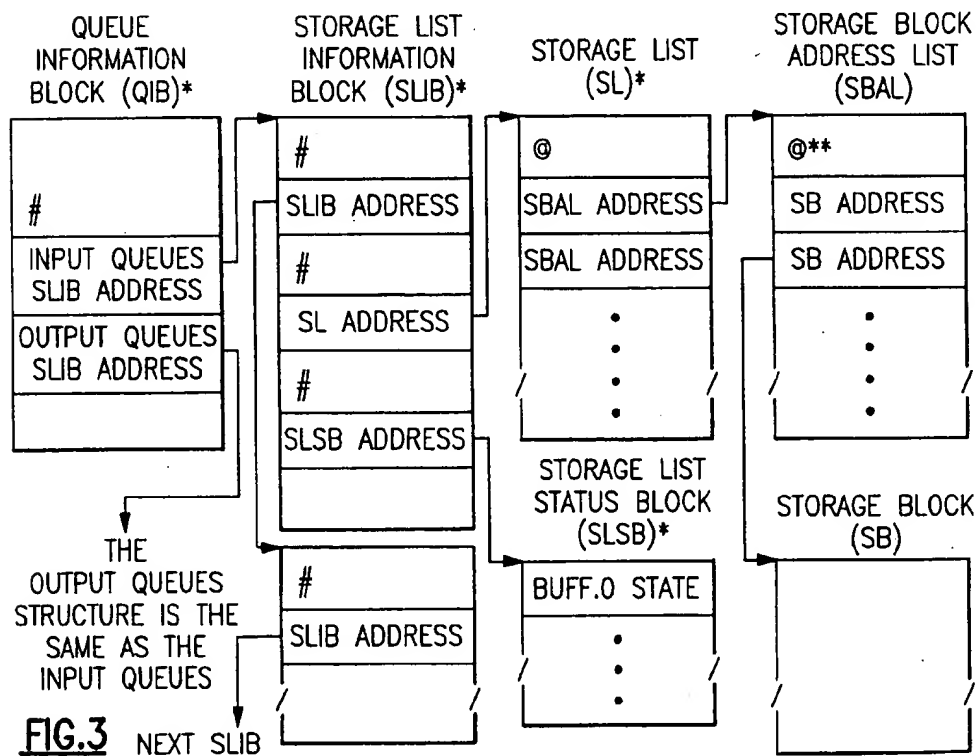 QUEUE
INFORMATION
BLOCK (QIB)*
#
INPUT QUEUES
SLIB ADDRESS
OUTPUT QUEUES
SLIB ADDRESS
THE
OUTPUT QUEUES
STRUCTURE IS THE
SAME AS THE
INPUT QUEUES
STORAGE LIST
INFORMATION
BLOCK (SLIB)*
#
SLIB ADDRESS
#
SL ADDRESS
#
SLSB ADDRESS
#
SLIB ADDRESS
NEXT SLIB
STORAGE LIST
(SL)*
@
SBAL ADDRESS
SBAL ADDRESS
STORAGE LIST
STATUS BLOCK
(SLSB)*
BUFF.0 STATE
STORAGE BLOCK
ADDRESS LIST
(SBAL)
@**
SB ADDRESS
SB ADDRESS
STORAGE BLOCK
(SB)
FIG.3